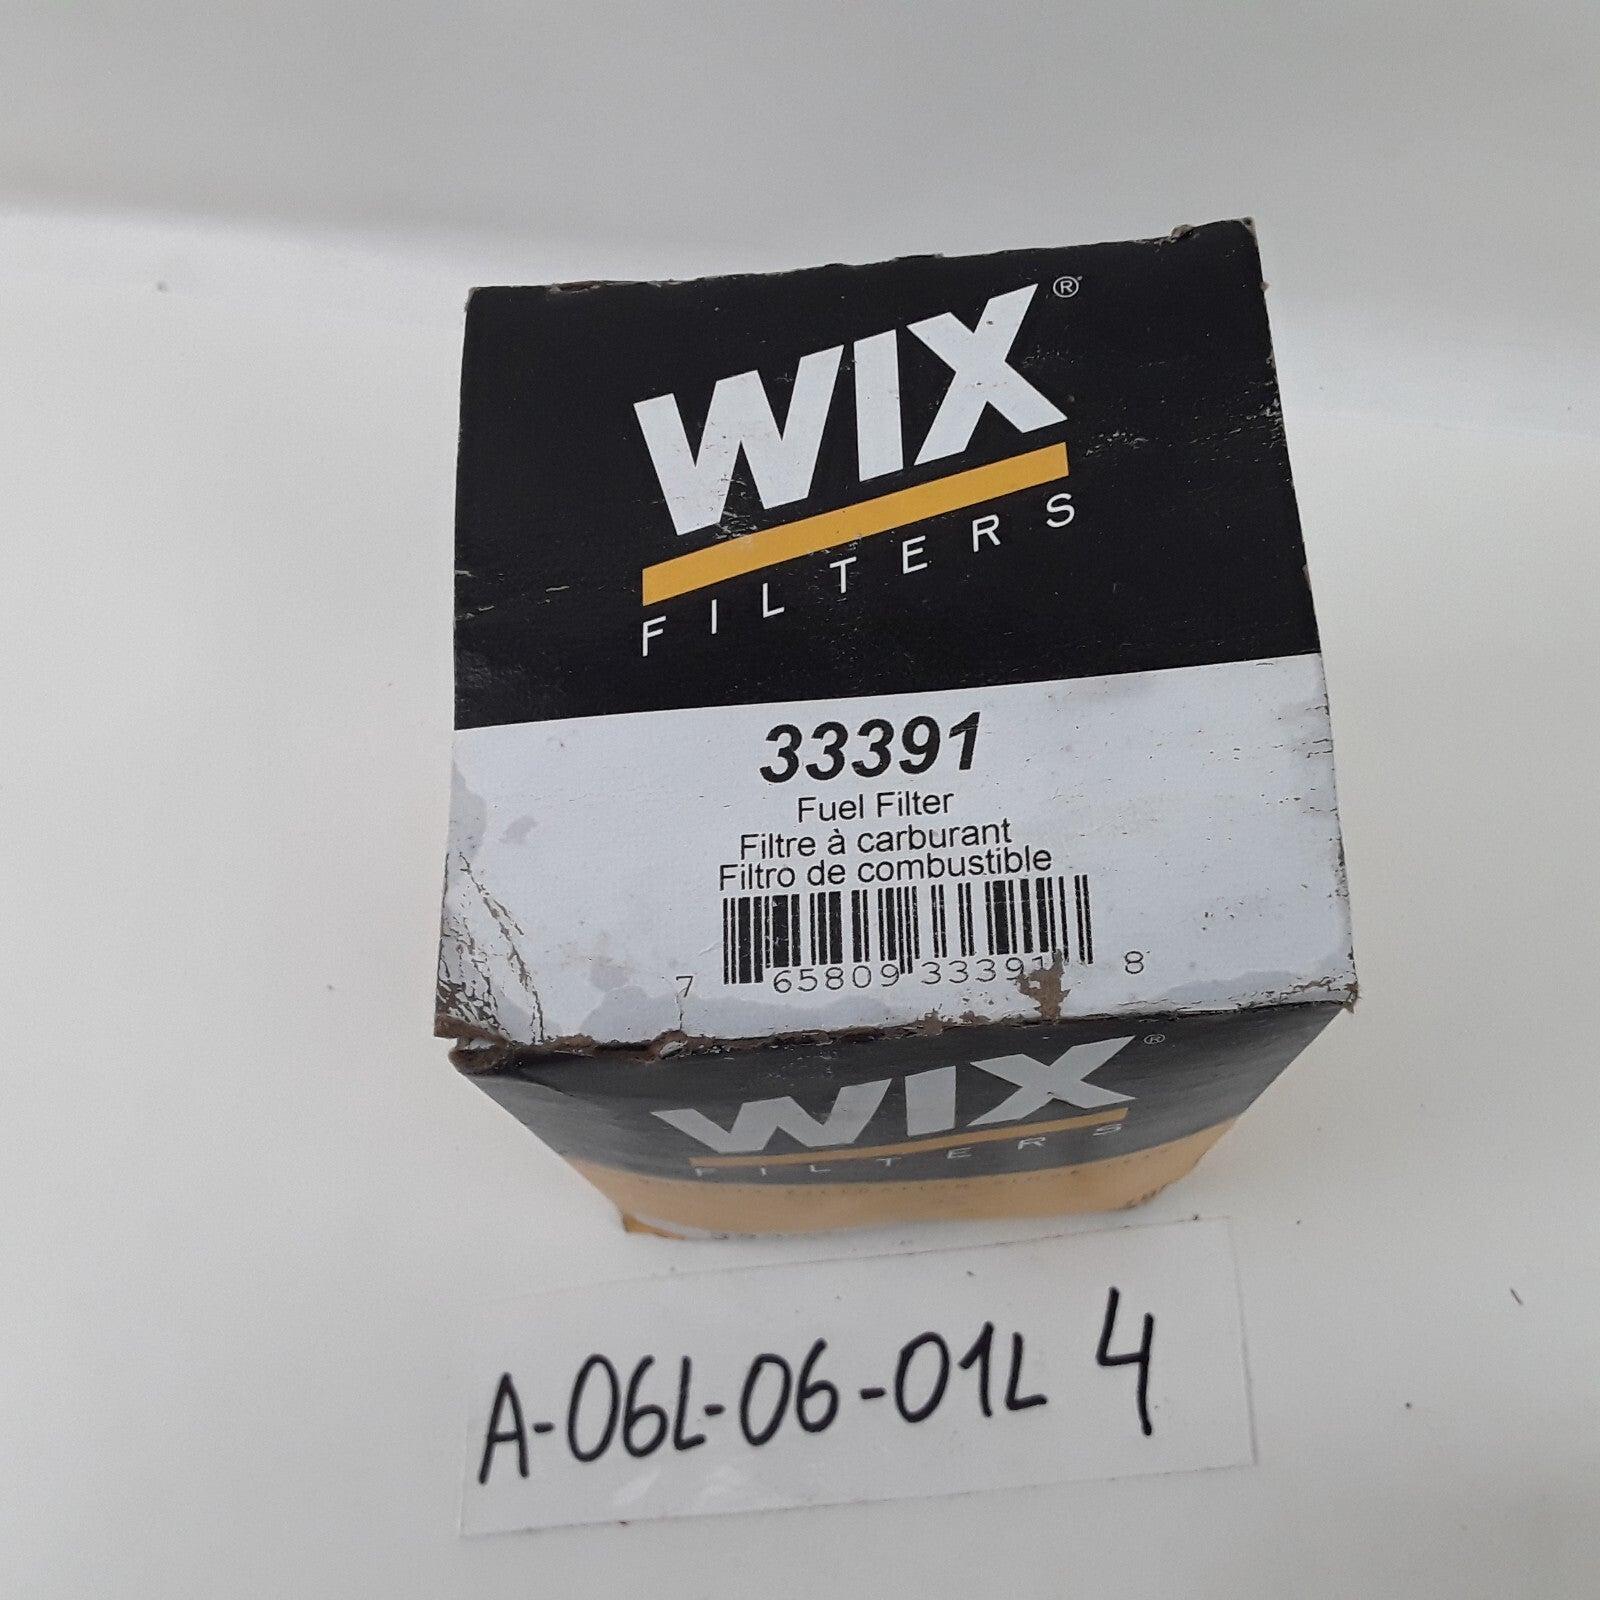 WIX®
FILTERS
33391
Fuel Filter
Filtre à carburant
Filtro de combustible
7 65809 33391 8
WIX®
FILTERS
A-06L-06-01L 4